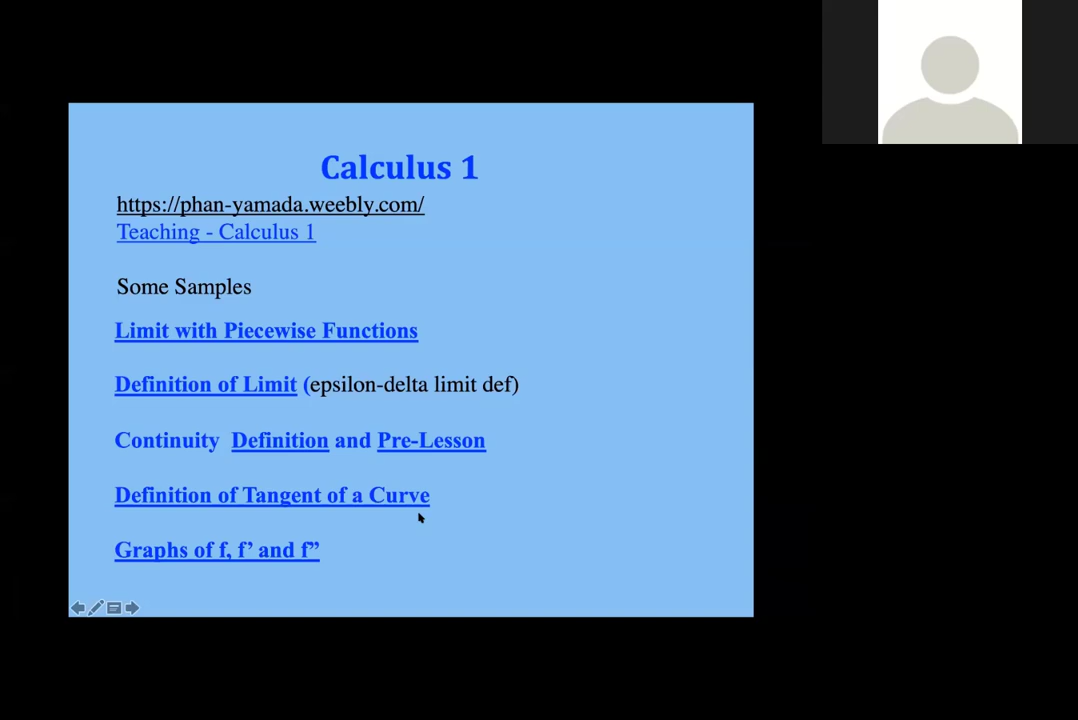 Calculus 1
https://phan-yamada.weebly.com/
Teaching - Calculus 1
Some Samples
Limit with Piecewise Functions
Definition of Limit (epsilon-delta limit def)
Continuity Definition and Pre-Lesson
Definition of Tangent of a Curve
Graphs of f, f’ and f”